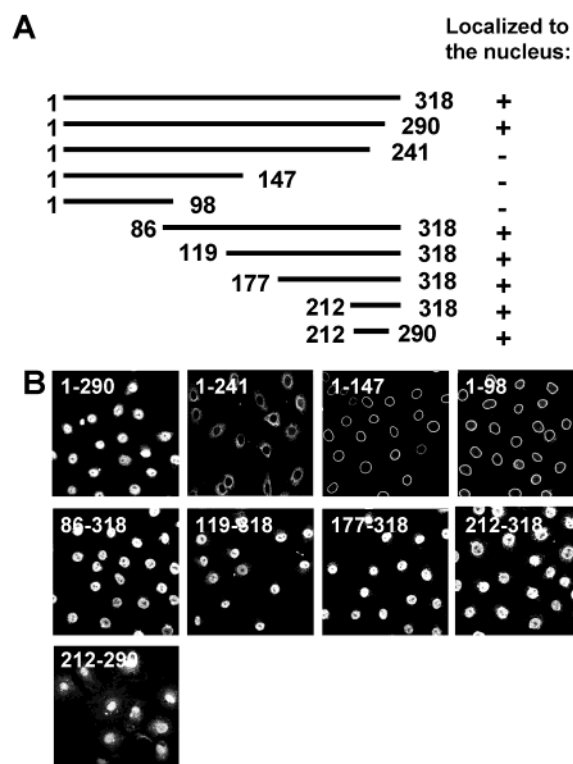 A
Localized to
the nucleus:
1 318 +
1 290 +
1 241 -
1 147 -
1 98 -
86 318 +
119 318 +
177 318 +
212 318 +
212 290 +
B
1-290 1-241 1-147 1-98
86-318 119-318 177-318 212-318
212-290